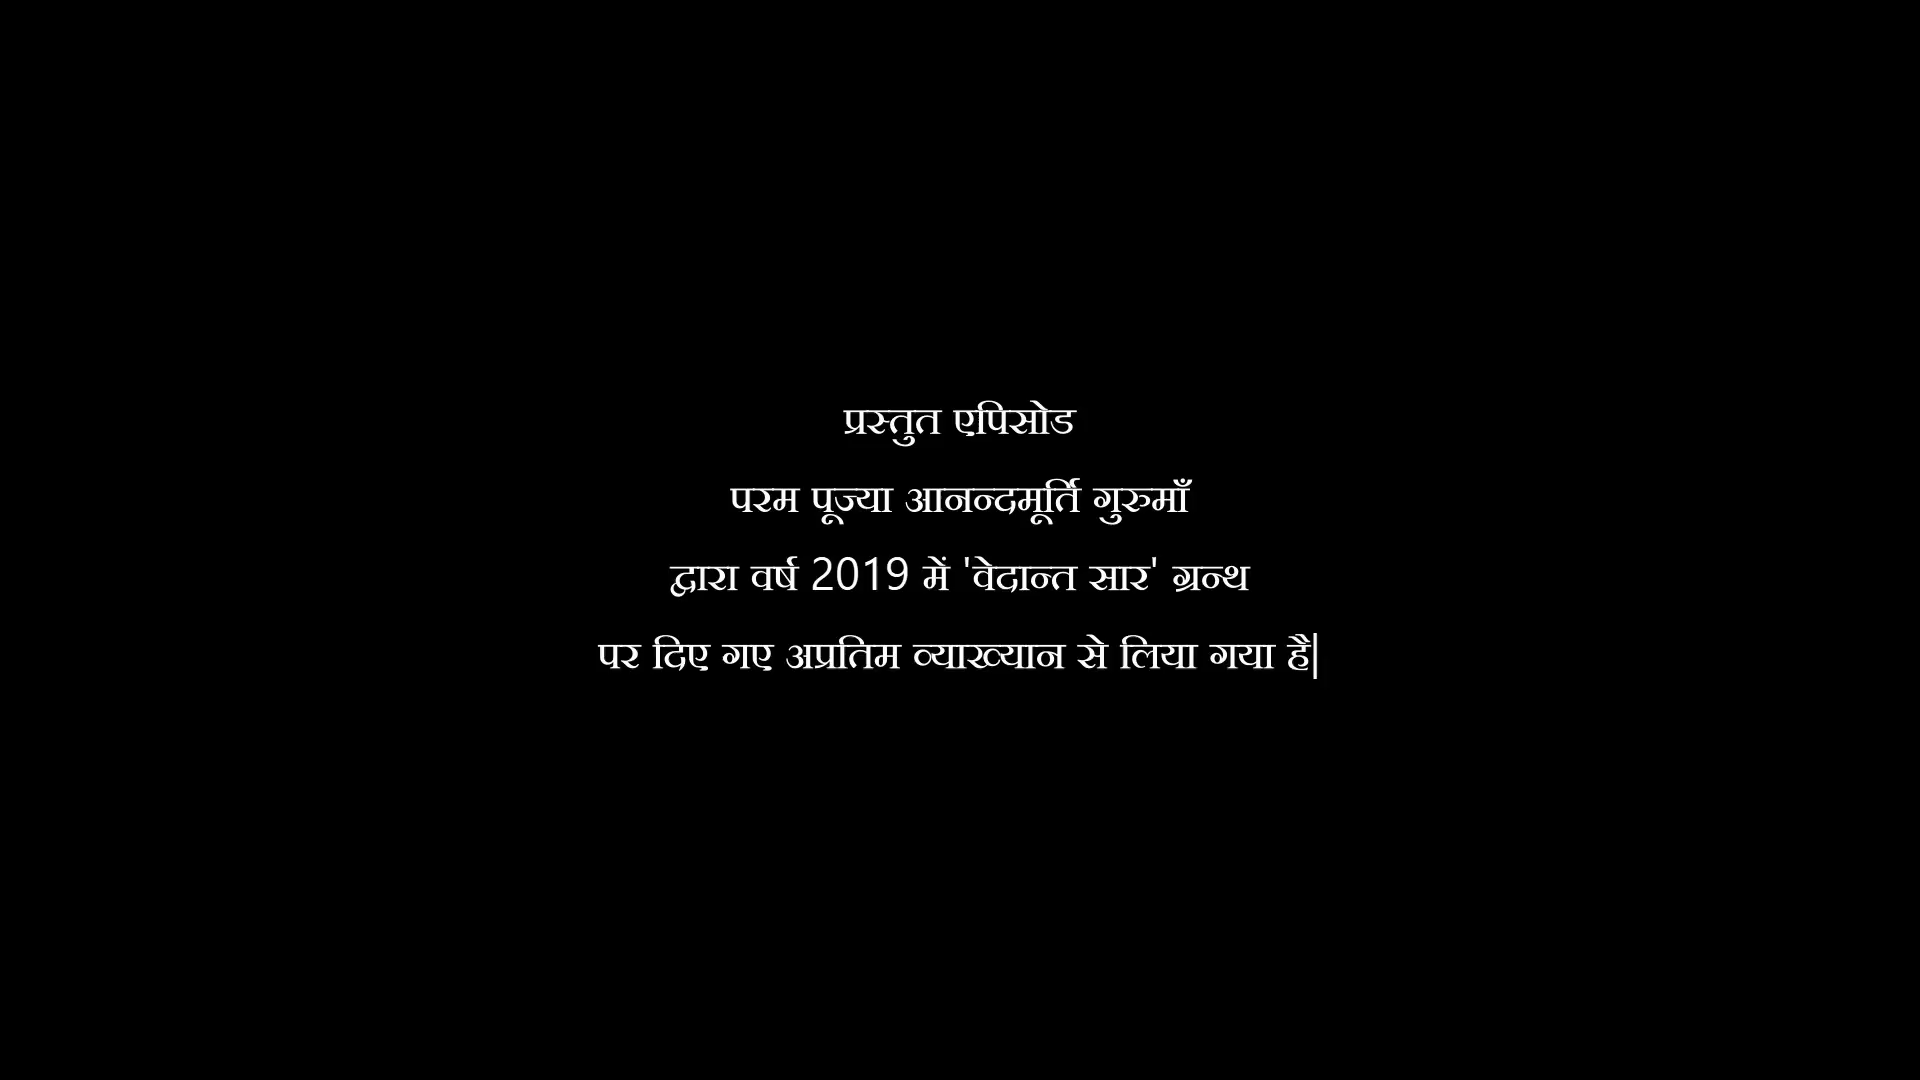 प्रस्तुत एपिसोड
परम पूज्या आनन्दमूर्ति गुरुमाँ
द्वारा वर्ष 2019 में 'वेदान्त सार' ग्रन्थ
पर दिए गए अप्रतिम व्याख्यान से लिया गया है|